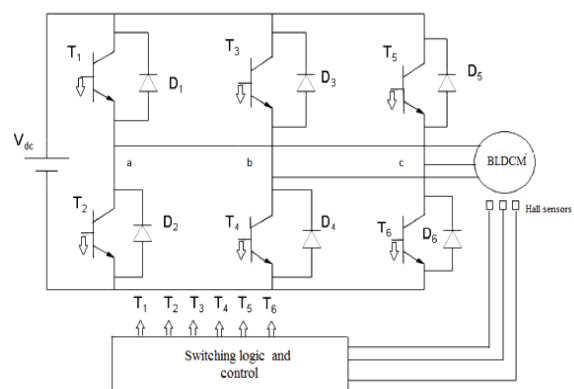 T1
T3
T5
D1
D3
D5
Vdc
a
b
c
BLDCM
T2
T4
T6
D2
D4
D6
Hall sensors
T1 T2 T3 T4 T5 T6
Switching logic and
control